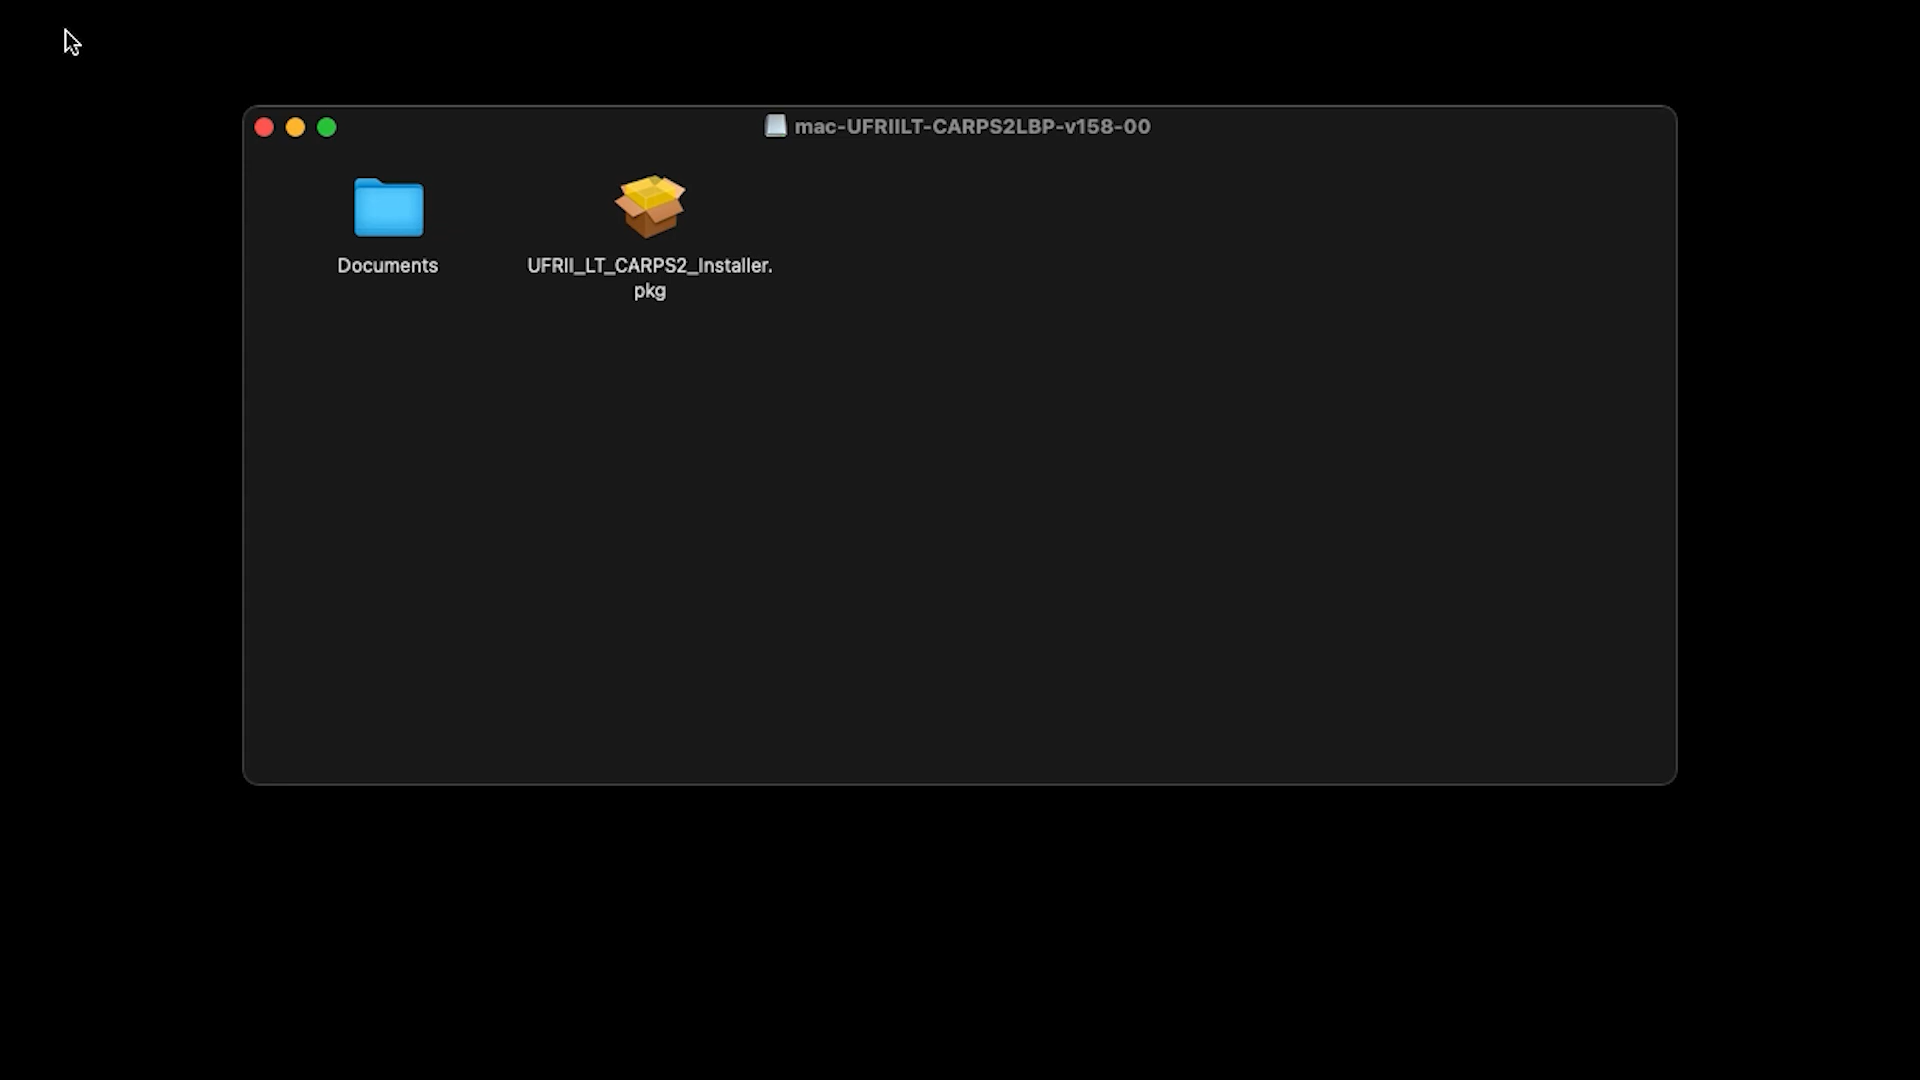 mac-UFRIILT-CARPS2LBP-v158-00
Documents
UFRII_LT_CARPS2_Installer.
pkg